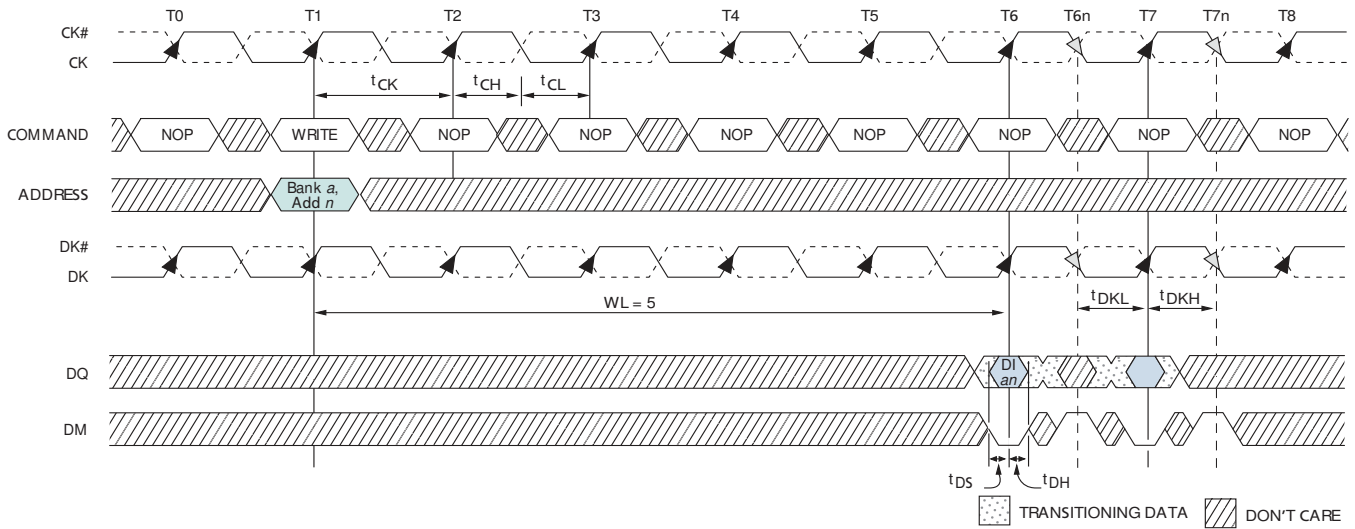 T0 T1 T2 T3 T4 T5 T6 T6n T7 T7n T8
CK#
CK
tCK tCH tCL
COMMAND NOP WRITE NOP NOP NOP NOP NOP NOP NOP
ADDRESS Bank a,
Add n
DK#
DK
WL = 5 tDKL tDKH
DQ DI
an
DM
tDS tDH
TRANSITIONING DATA DON'T CARE